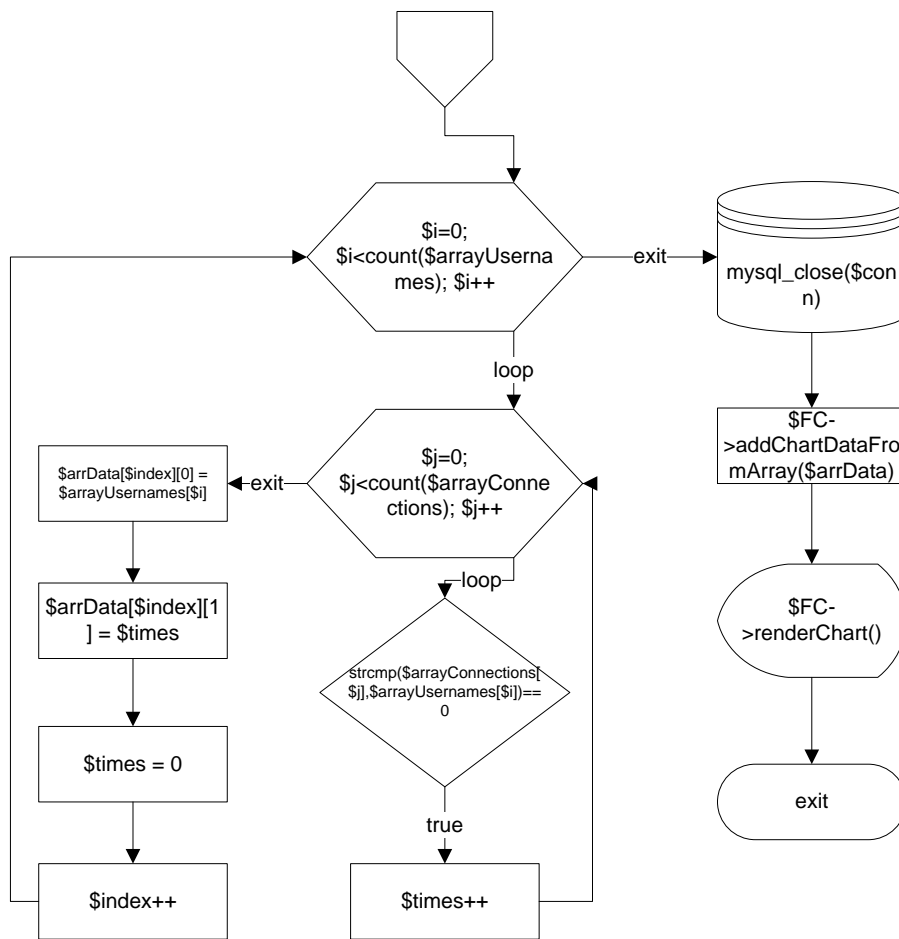 $i=0;
$i<count($arrayUserna
mes); $i++
exit
mysql_close($con
n)
loop
$FC-
>addChartDataFro
mArray($arrData)
$j=0;
$j<count($arrayConne
ctions); $j++
exit
$arrData[$index][0] =
$arrayUsernames[$i]
loop
$arrData[$index][1
] = $times
$FC-
>renderChart()
strcmp($arrayConnections[
$j],$arrayUsernames[$i])==
0
$times = 0
exit
true
$index++
$times++